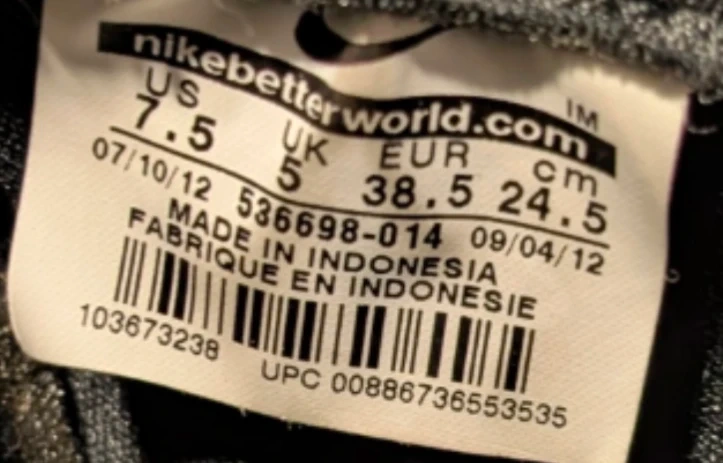 nikebetterworld.com
IM
US UK EUR cm
7.5 5 38.5 24.5
07/10/12 536698-014 09/04/12
MADE IN INDONESIA
FABRIQUE EN INDONESIE
103673238
UPC 00886736553535